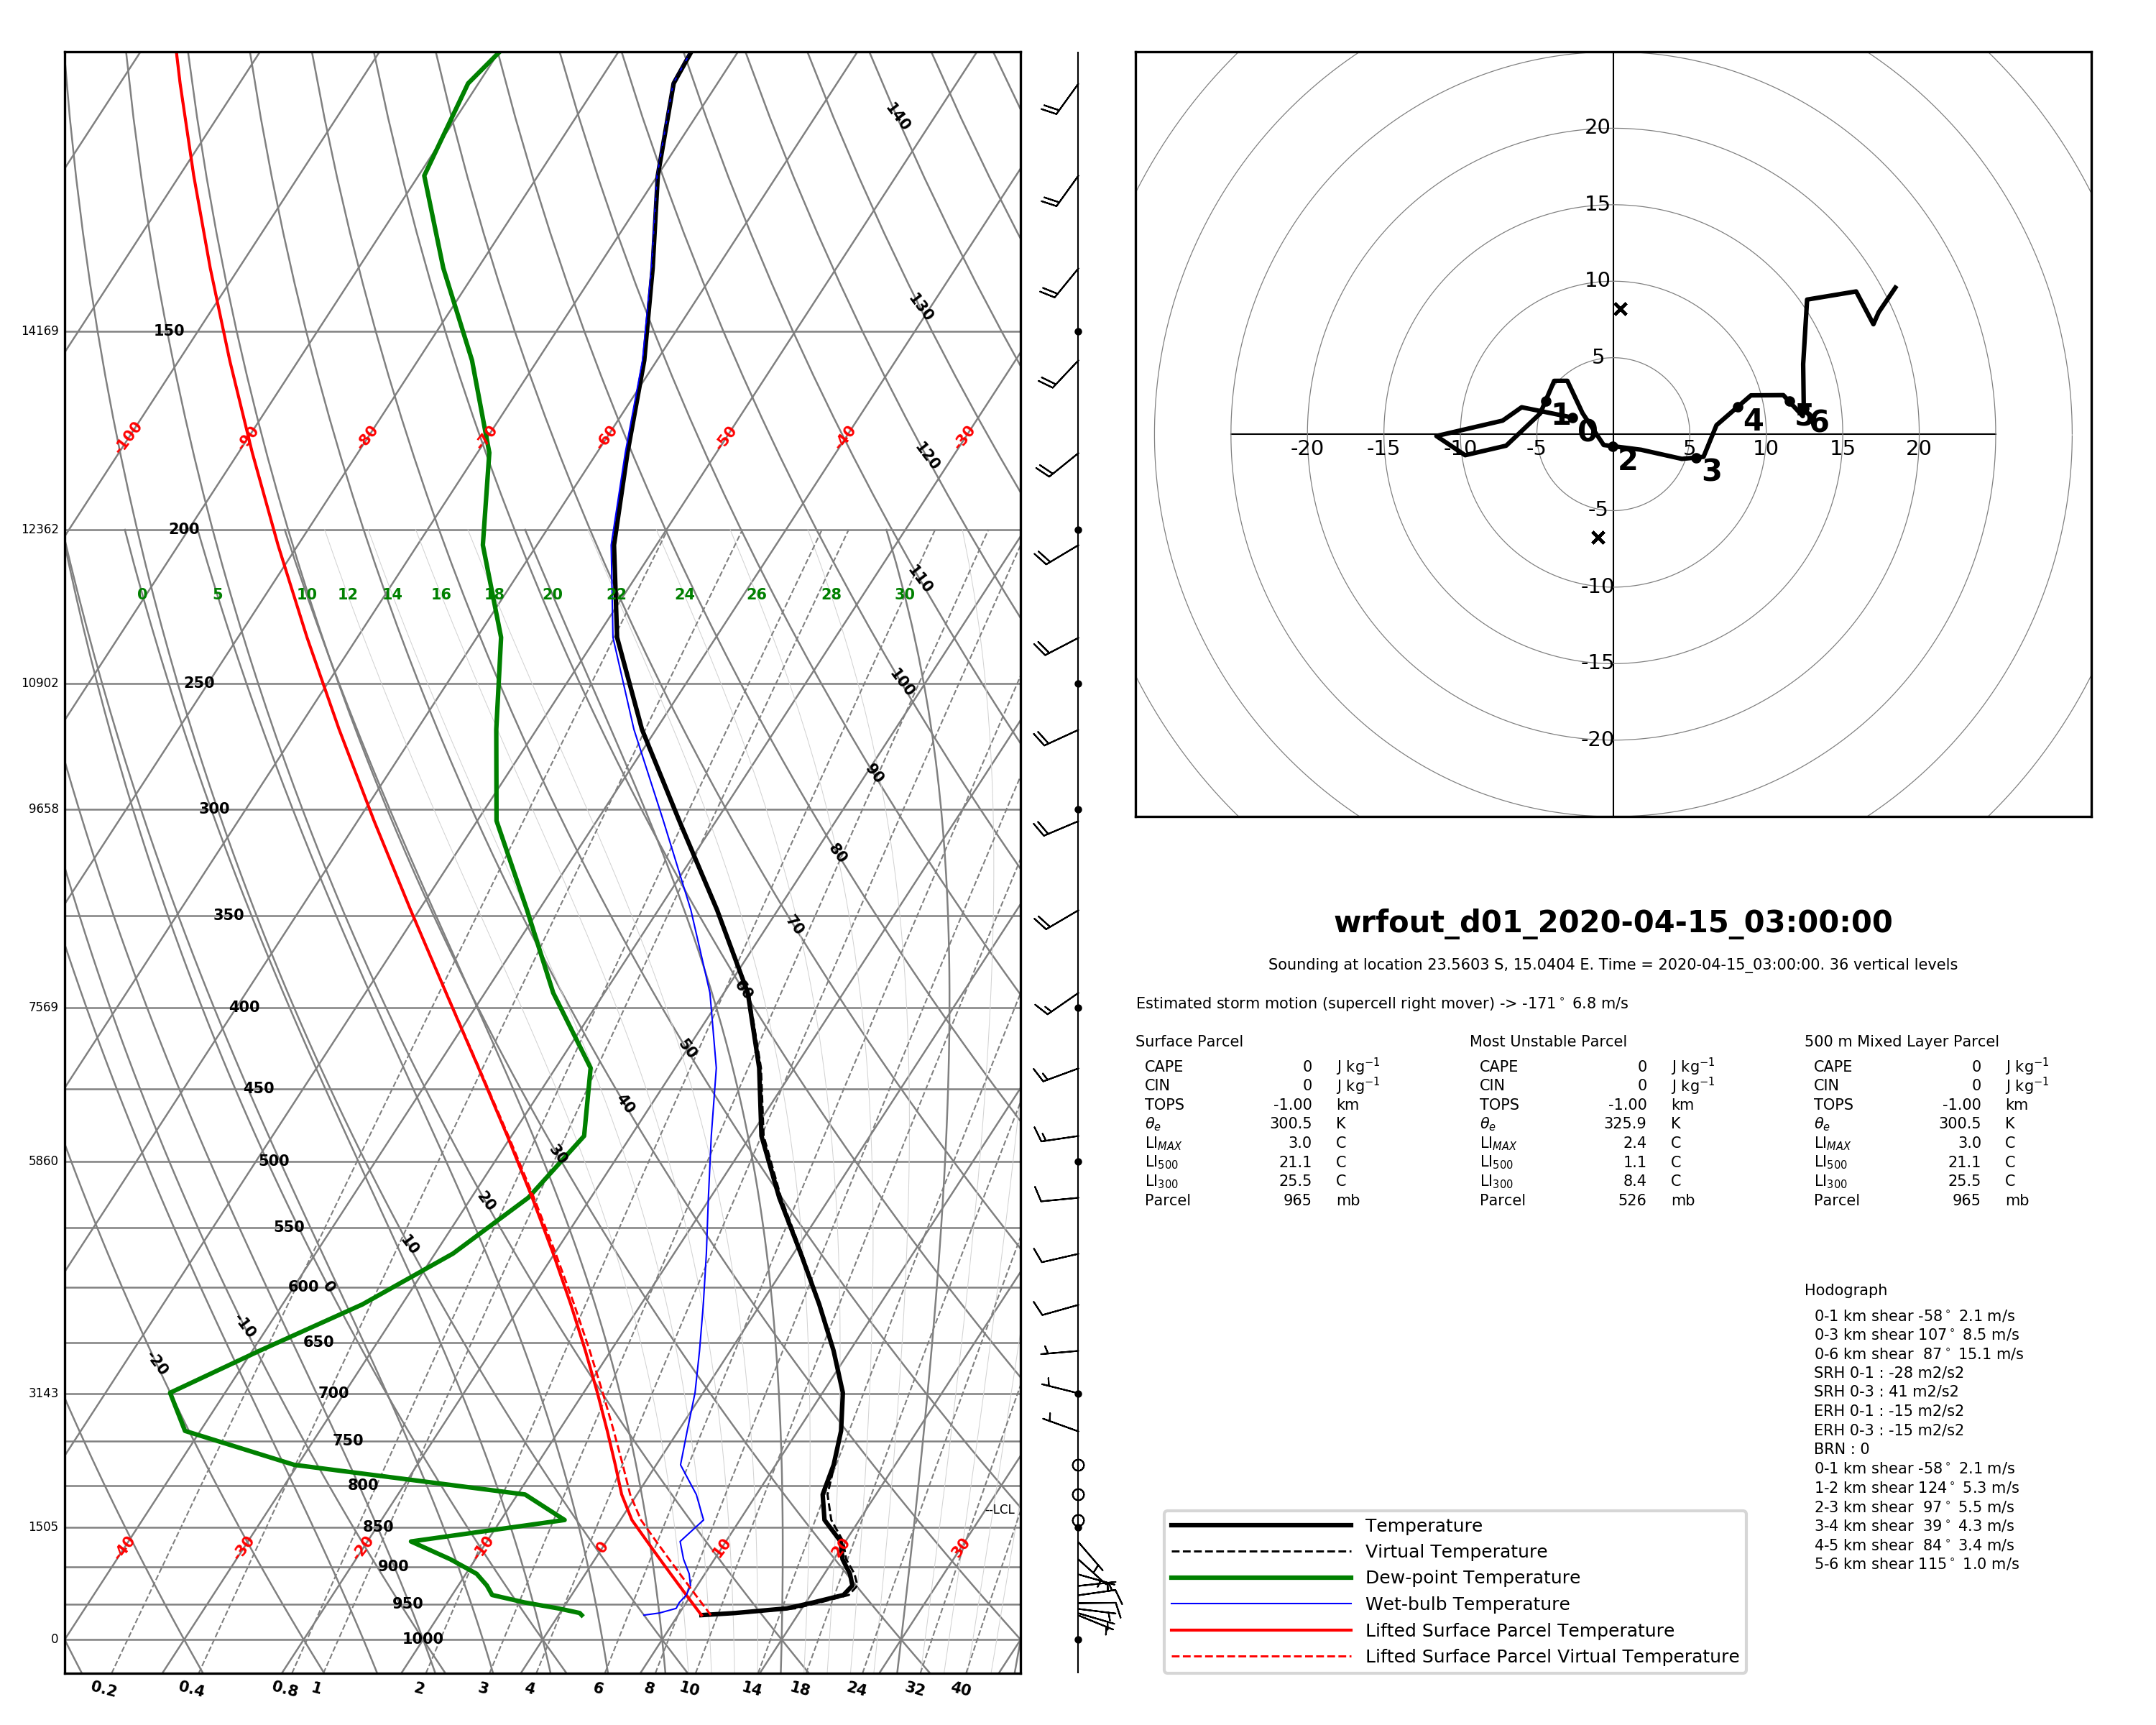 140
20
15
130
10
14169 150
5
-100 -90 -80 -70 -60 -50 -40 -30
1 0 4 5 6
-20 -15 -10 -5 5 10 15 20
120
2 3
-5
12362 200
110
-10
0 5 10 12 14 16 18 20 22 24 26 28 30
-15
100
10902 250
-20
90
9658 300
80
350
70
wrfout_d01_2020-04-15_03:00:00
Sounding at location 23.5603 S, 15.0404 E. Time = 2020-04-15_03:00:00. 36 vertical levels
60
7569 400
Estimated storm motion (supercell right mover) -> -171° 6.8 m/s
50
Surface Parcel
CAPE 0 J kg⁻¹
CIN 0 J kg⁻¹
TOPS -1.00 km
θe 300.5 K
LIMAX 3.0 C
LI500 21.1 C
LI300 25.5 C
Parcel 965 mb
Most Unstable Parcel
CAPE 0 J kg⁻¹
CIN 0 J kg⁻¹
TOPS -1.00 km
θe 325.9 K
LIMAX 2.4 C
LI500 1.1 C
LI300 8.4 C
Parcel 526 mb
500 m Mixed Layer Parcel
CAPE 0 J kg⁻¹
CIN 0 J kg⁻¹
TOPS -1.00 km
θe 300.5 K
LIMAX 3.0 C
LI500 21.1 C
LI300 25.5 C
Parcel 965 mb
450
40
5860 500
30
20
550
10
600 0
-10
650
-20
3143 700
750
800
--LCL
1505 850
-40 -30 -20 -10 0 10 20 30
900
950
0 1000
0.2 0.4 0.8 1 2 3 4 6 8 10 14 18 24 32 40
Hodograph
0-1 km shear -58° 2.1 m/s
0-3 km shear 107° 8.5 m/s
0-6 km shear 87° 15.1 m/s
SRH 0-1 : -28 m2/s2
SRH 0-3 : 41 m2/s2
ERH 0-1 : -15 m2/s2
ERH 0-3 : -15 m2/s2
BRN : 0
0-1 km shear -58° 2.1 m/s
1-2 km shear 124° 5.3 m/s
2-3 km shear 97° 5.5 m/s
3-4 km shear 39° 4.3 m/s
4-5 km shear 84° 3.4 m/s
5-6 km shear 115° 1.0 m/s
Temperature
Virtual Temperature
Dew-point Temperature
Wet-bulb Temperature
Lifted Surface Parcel Temperature
Lifted Surface Parcel Virtual Temperature